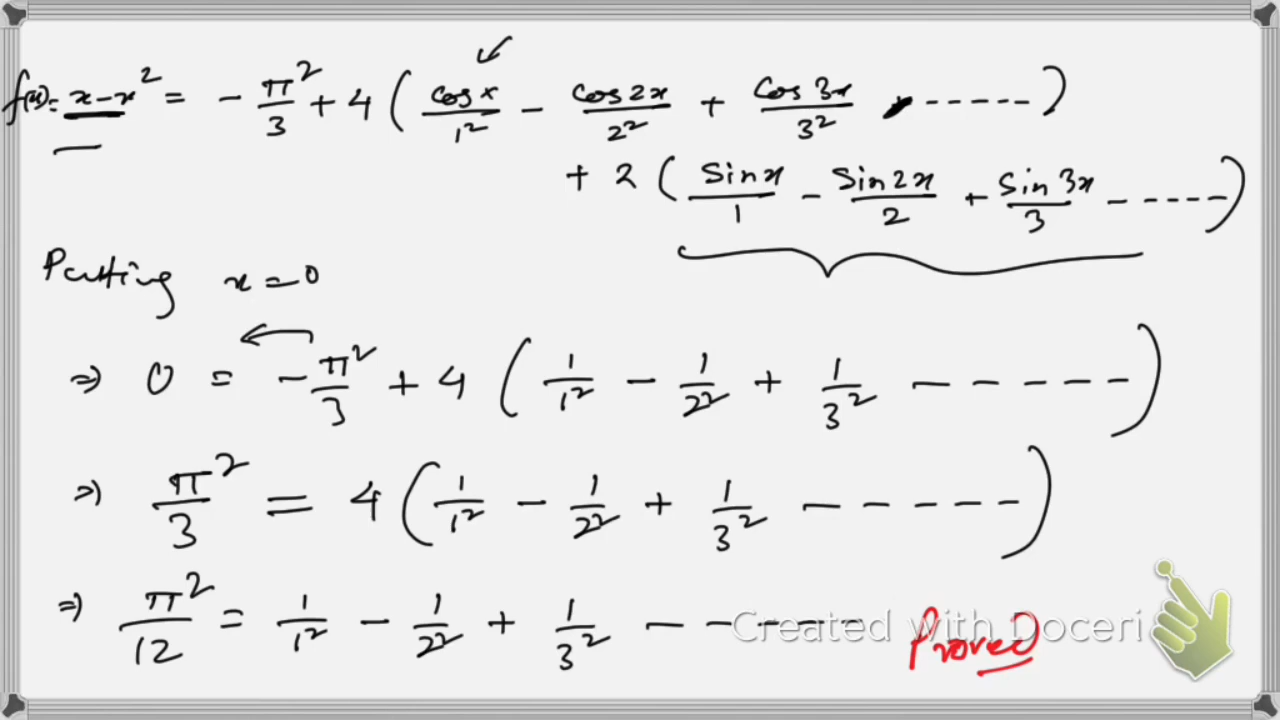 f(x) = x - x² = - π²/3 + 4 ( cos x/1² - cos 2x/2² + cos 3x/3² ------ )
+ 2 ( sin x/1 - sin 2x/2 + sin 3x/3 ------ )
Putting x = 0
⇒ 0 = - π²/3 + 4 ( 1/1² - 1/2² + 1/3² ------ )
⇒ π²/3 = 4 ( 1/1² - 1/2² + 1/3² ------ )
⇒ π²/12 = 1/1² - 1/2² + 1/3² ------ Proved
Created with Doceri